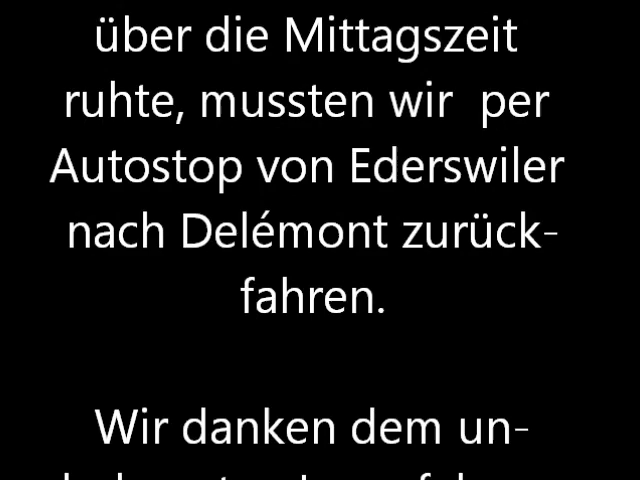 über die Mittagszeit
ruhte, mussten wir  per
Autostop von Ederswiler
nach Delémont zurück-
fahren.
Wir danken dem un-